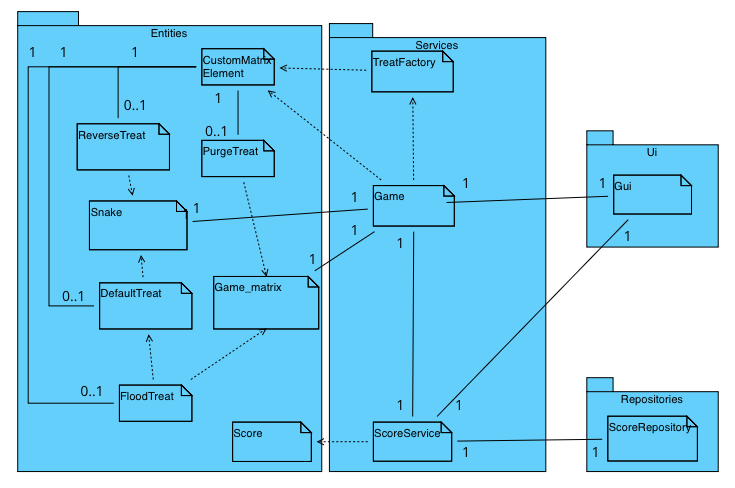 Entities
Services
1
1
1
CustomMatrix
Element
TreatFactory
1
0..1
0..1
ReverseTreat
PurgeTreat
Ui
Snake
1
1
Game
1
1
Gui
1
1
1
1
Game_matrix
0..1
DefaultTreat
0..1
FloodTreat
1
1
Repositories
Score
ScoreService
1
ScoreRepository
1